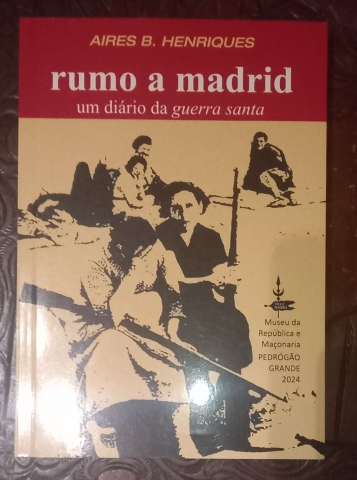 AIRES B. HENRIQUES
rumo a madrid
um diário da guerra santa
Museu da
República e
Maçonaria
PEDRÓGÃO
GRANDE
2024